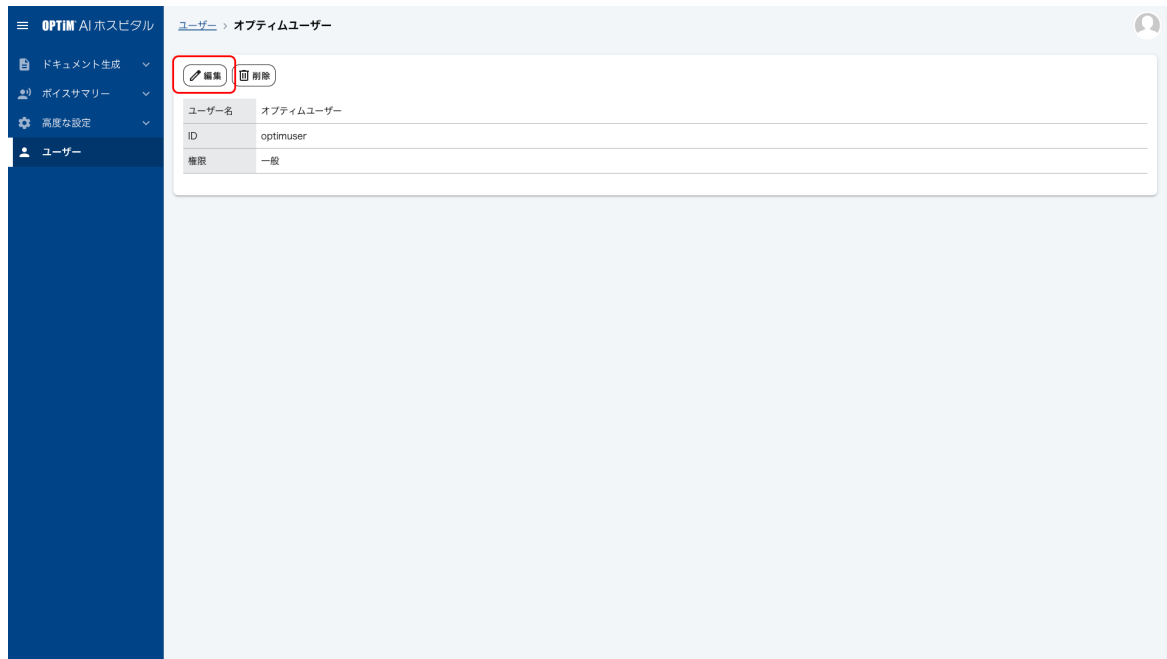 OPTiM AI ホスピタル
ユーザー > オプティムユーザー
ドキュメント生成
ボイスサマリー
高度な設定
ユーザー
編集 削除
ユーザー名 オプティムユーザー
ID optimuser
権限 一般